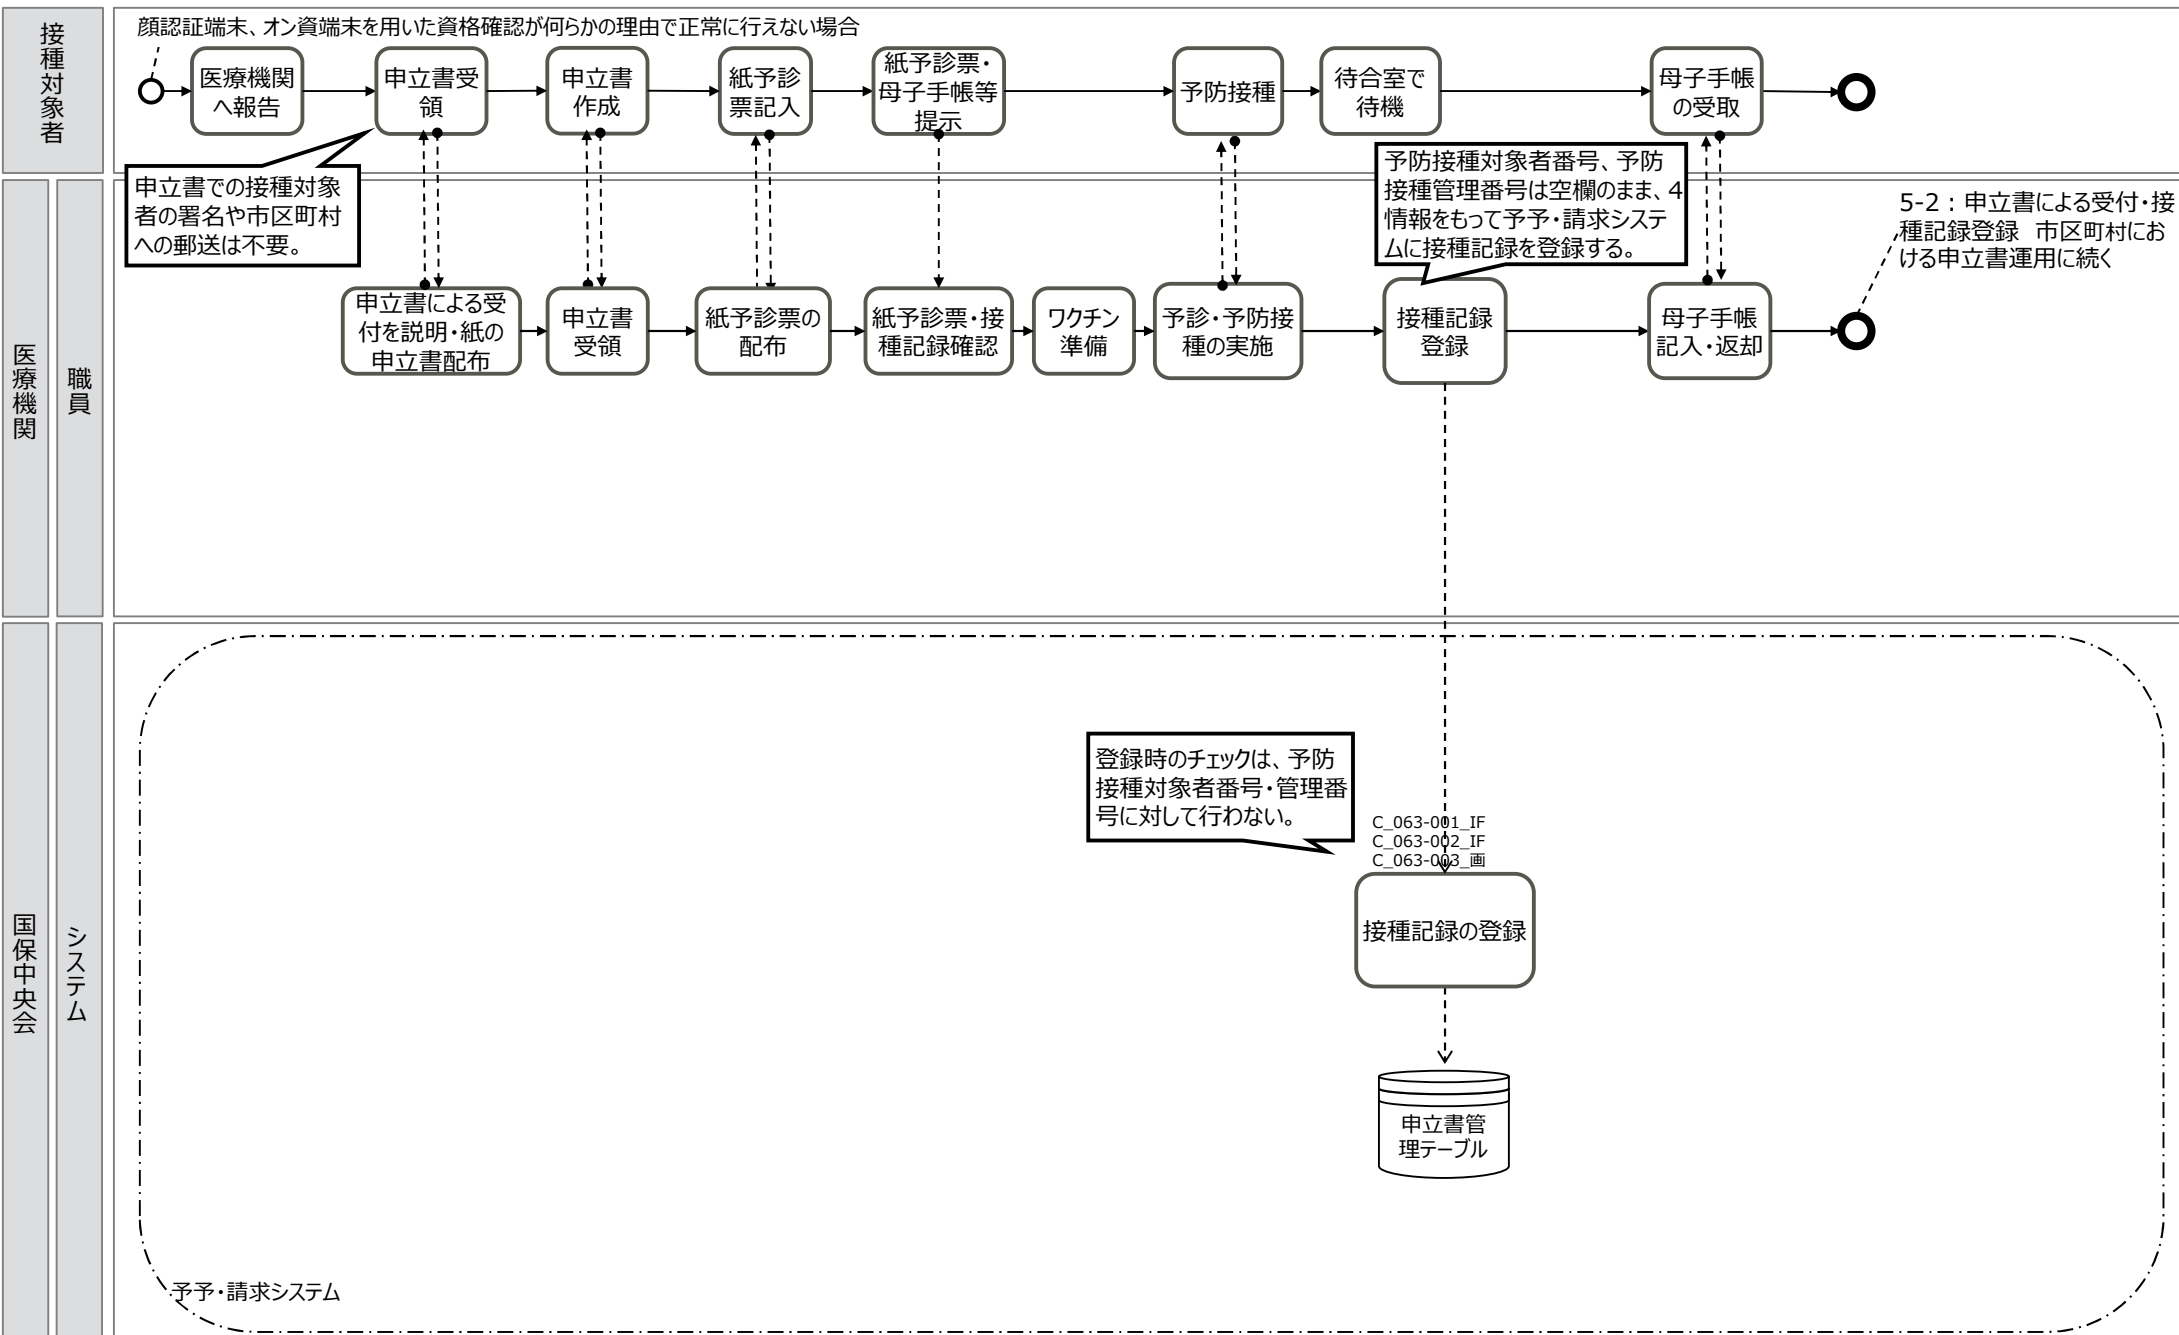 接種対象者
顔認証端末、オン資端末を用いた資格確認が何らかの理由で正常に行えない場合
医療機関
へ報告
申立書受
領
申立書
作成
紙予診
票記入
紙予診票・
母子手帳等
提示
予防接種
待合室で
待機
母子手帳
の受取
申立書での接種対象
者の署名や市区町村
への郵送は不要。
予防接種対象者番号、予防
接種管理番号は空欄のまま、4
情報をもって予予・請求システ
ムに接種記録を登録する。
5-2：申立書による受付・接
種記録登録　市区町村にお
ける申立書運用に続く
医療機関
職員
申立書による受
付を説明・紙の
申立書配布
申立書
受領
紙予診票の
配布
紙予診票・接
種記録確認
ワクチン
準備
予診・予防接
種の実施
接種記録
登録
母子手帳
記入・返却
国保中央会
システム
登録時のチェックは、予防
接種対象者番号・管理番
号に対して行わない。
C_063-001_IF
C_063-002_IF
C_063-003_画
接種記録の登録
申立書管
理テーブル
予予・請求システム